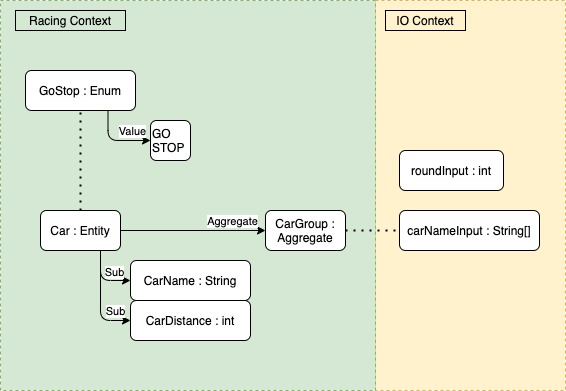 Racing Context
IO Context
GoStop : Enum
Value
GO
STOP
roundInput : int
Car : Entity
Aggregate
CarGroup :
Aggregate
carNameInput : String[]
Sub
CarName : String
Sub
CarDistance : int